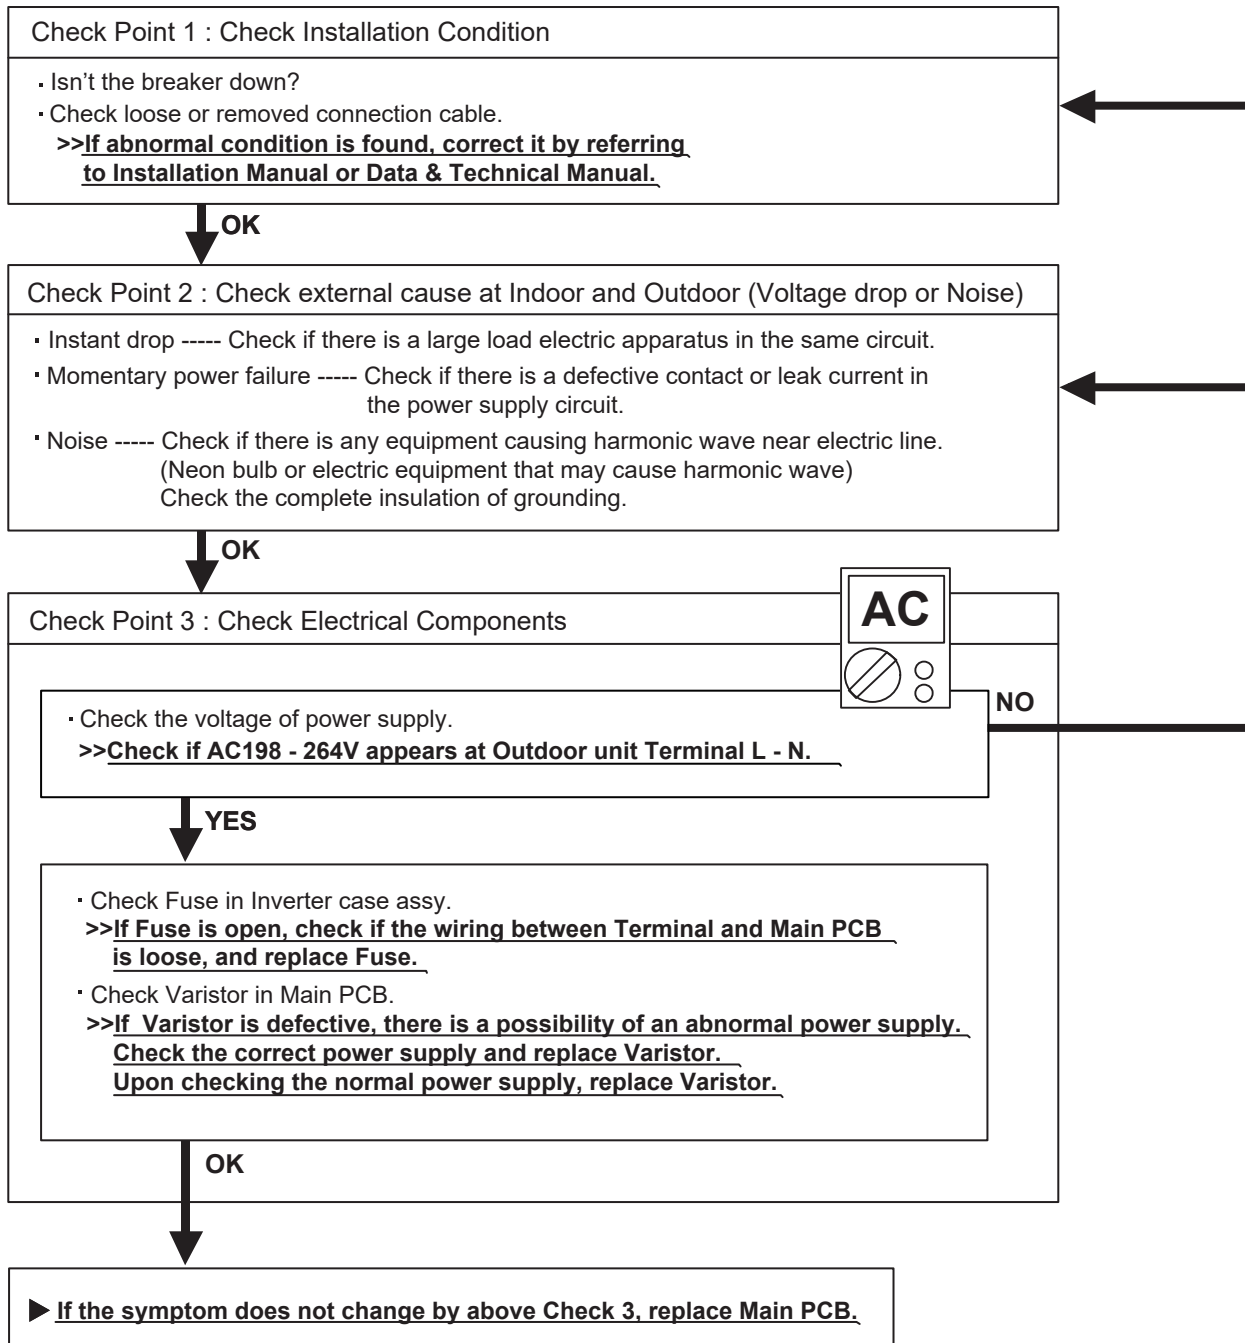 Check Point 1 : Check Installation Condition
· Isn’t the breaker down?
· Check loose or removed connection cable.
>>If abnormal condition is found, correct it by referring
to Installation Manual or Data & Technical Manual.
OK
Check Point 2 : Check external cause at Indoor and Outdoor (Voltage drop or Noise)
· Instant drop ----- Check if there is a large load electric apparatus in the same circuit.
· Momentary power failure ----- Check if there is a defective contact or leak current in
the power supply circuit.
· Noise ----- Check if there is any equipment causing harmonic wave near electric line.
(Neon bulb or electric equipment that may cause harmonic wave)
Check the complete insulation of grounding.
OK
AC
Check Point 3 : Check Electrical Components
NO
· Check the voltage of power supply.
>>Check if AC198 - 264V appears at Outdoor unit Terminal L - N.
YES
· Check Fuse in Inverter case assy.
>>If Fuse is open, check if the wiring between Terminal and Main PCB
is loose, and replace Fuse.
· Check Varistor in Main PCB.
>>If  Varistor is defective, there is a possibility of an abnormal power supply.
Check the correct power supply and replace Varistor.
Upon checking the normal power supply, replace Varistor.
OK
▶ If the symptom does not change by above Check 3, replace Main PCB.